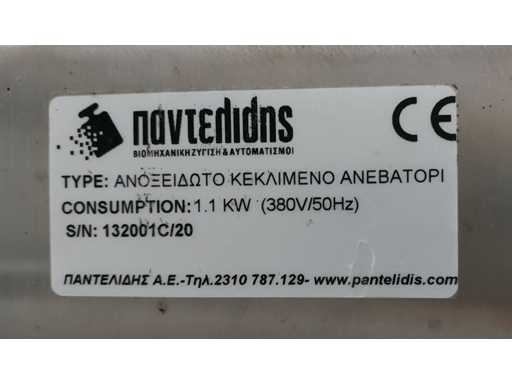 παντελιδης
ΒΙΟΜΗΧΑΝΙΚΗ ΖΥΓΙΣΗ & ΑΥΤΟΜΑΤΙΣΜΟΙ
CE
TYPE: ΑΝΟΞΕΙΔΩΤΟ ΚΕΚΛΙΜΕΝΟ ΑΝΕΒΑΤΟΡΙ
CONSUMPTION: 1.1 KW (380V/50Hz)
S/N: 132001C/20
ΠΑΝΤΕΛΙΔΗΣ Α.Ε.-Τηλ.2310 787.129- www.pantelidis.com